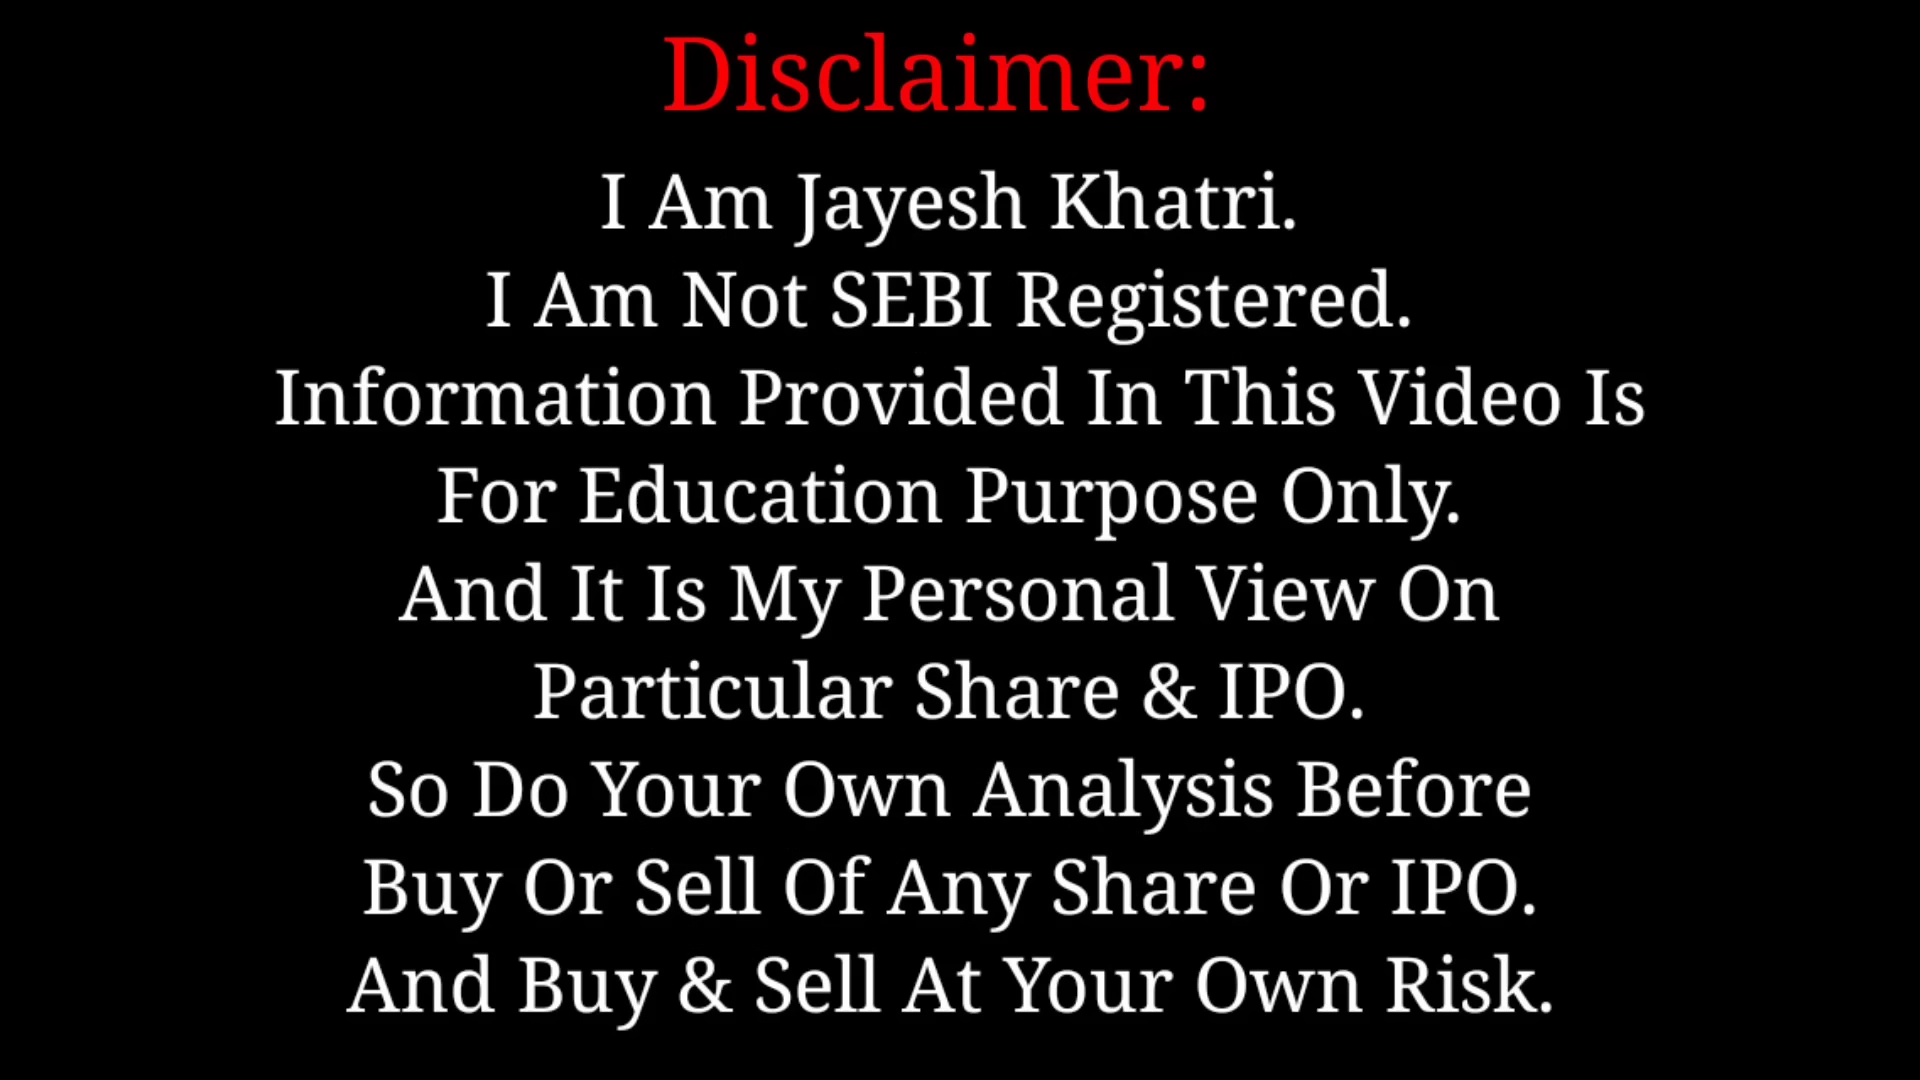 Disclaimer:
I Am Jayesh Khatri.
I Am Not SEBI Registered.
Information Provided In This Video Is
For Education Purpose Only.
And It Is My Personal View On
Particular Share & IPO.
So Do Your Own Analysis Before
Buy Or Sell Of Any Share Or IPO.
And Buy & Sell At Your Own Risk.